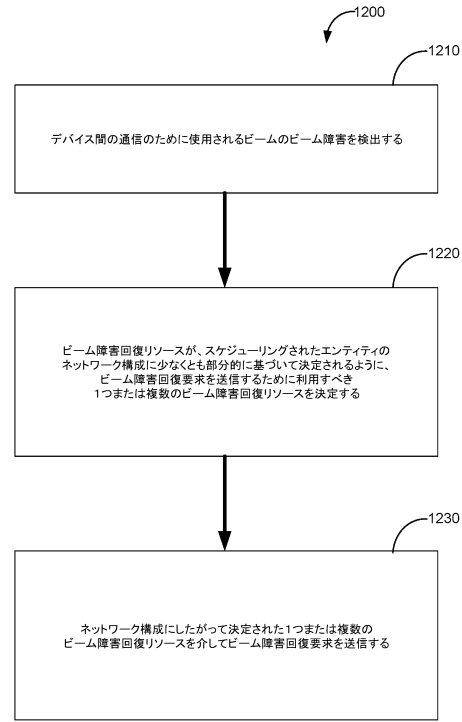 1200
1210
デバイス間の通信のために使用されるビームのビーム障害を検出する
1220
ビーム障害回復リソースが、スケジューリングされたエンティティの
ネットワーク構成に少なくとも部分的に基づいて決定されるように、
ビーム障害回復要求を送信するために利用すべき
1つまたは複数のビーム障害回復リソースを決定する
1230
ネットワーク構成にしたがって決定された1つまたは複数の
ビーム障害回復リソースを介してビーム障害回復要求を送信する